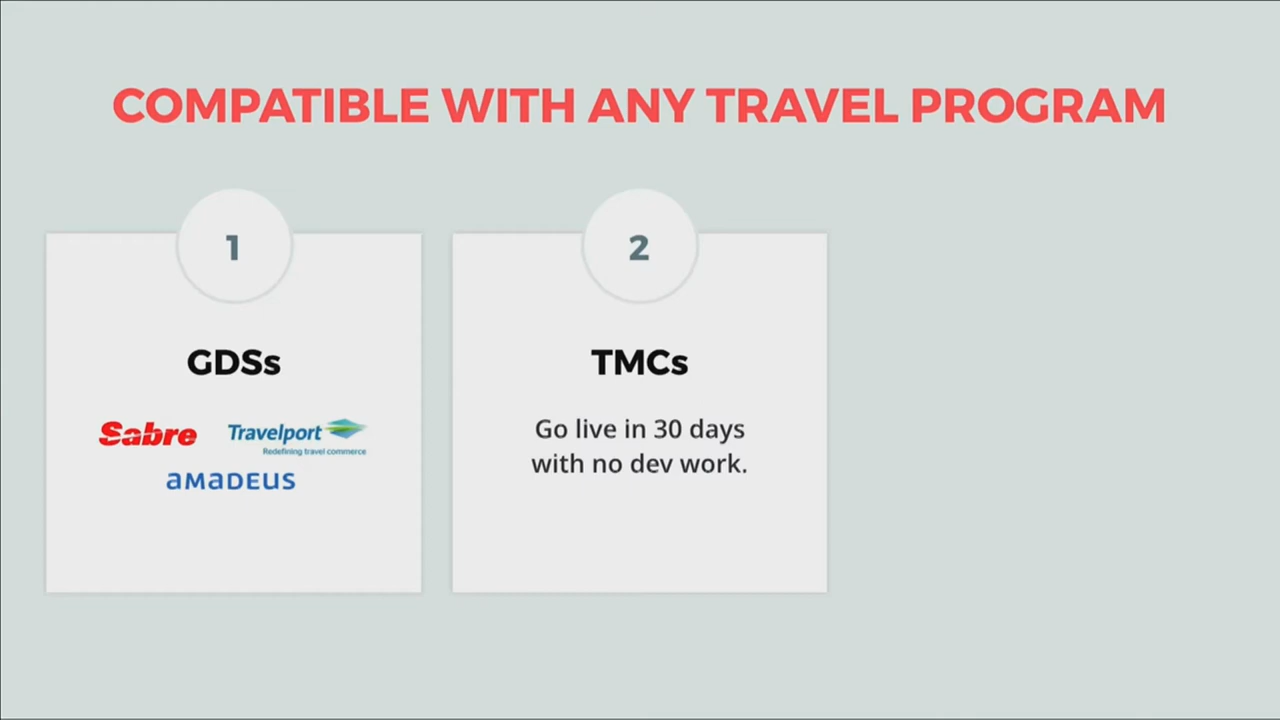 COMPATIBLE WITH ANY TRAVEL PROGRAM
1
GDSs
Sabre
Travelport
Redefining travel commerce
amadeus
2
TMCs
Go live in 30 days
with no dev work.